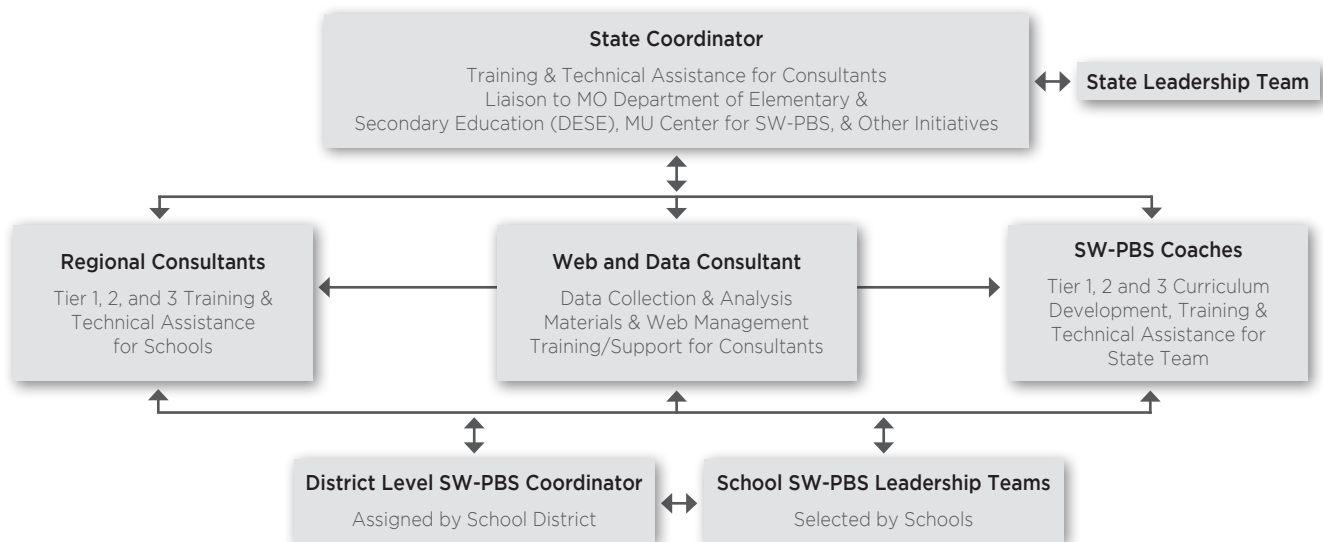 State Coordinator
Training & Technical Assistance for Consultants
Liaison to MO Department of Elementary &
Secondary Education (DESE), MU Center for SW-PBS, & Other Initiatives
State Leadership Team
Regional Consultants
Tier 1, 2, and 3 Training &
Technical Assistance
for Schools
Web and Data Consultant
Data Collection & Analysis
Materials & Web Management
Training/Support for Consultants
SW-PBS Coaches
Tier 1, 2 and 3 Curriculum
Development, Training &
Technical Assistance for
State Team
District Level SW-PBS Coordinator
Assigned by School District
School SW-PBS Leadership Teams
Selected by Schools